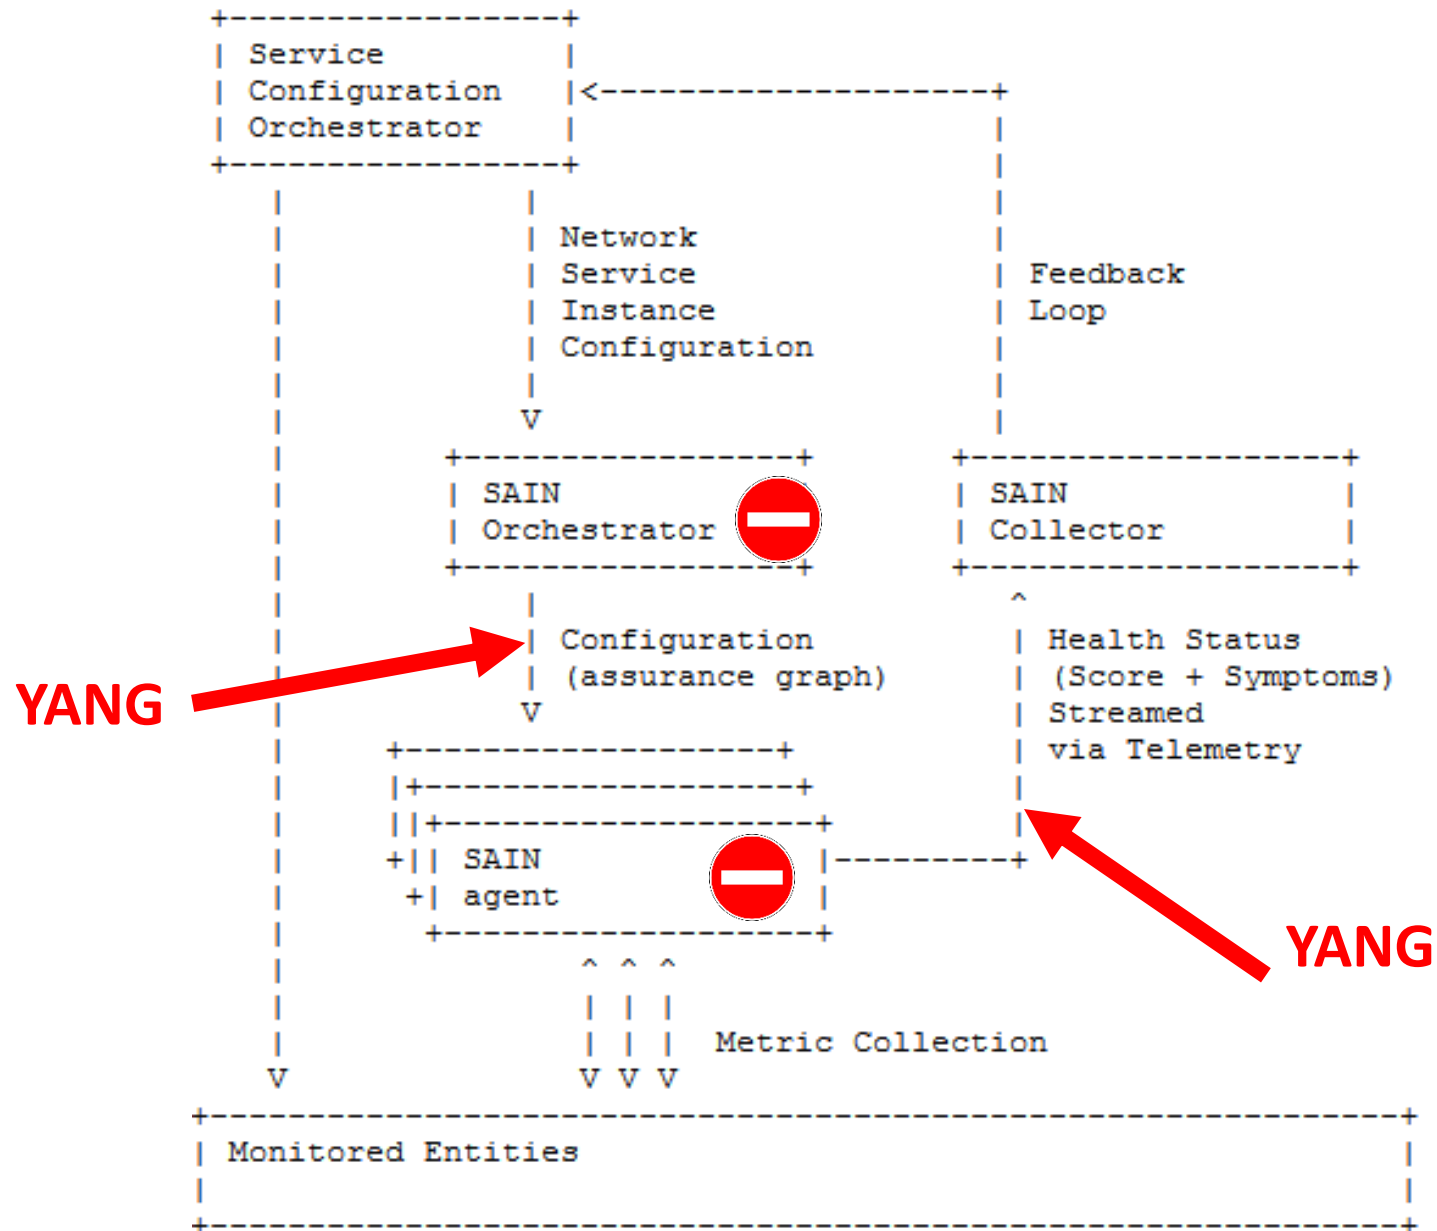 Service
Configuration
Orchestrator
Network
Service
Instance
Configuration
Feedback
Loop
SAIN
Orchestrator
SAIN
Collector
Configuration
(assurance graph)
Health Status
(Score + Symptoms)
Streamed
via Telemetry
YANG
SAIN
agent
YANG
Metric Collection
Monitored Entities